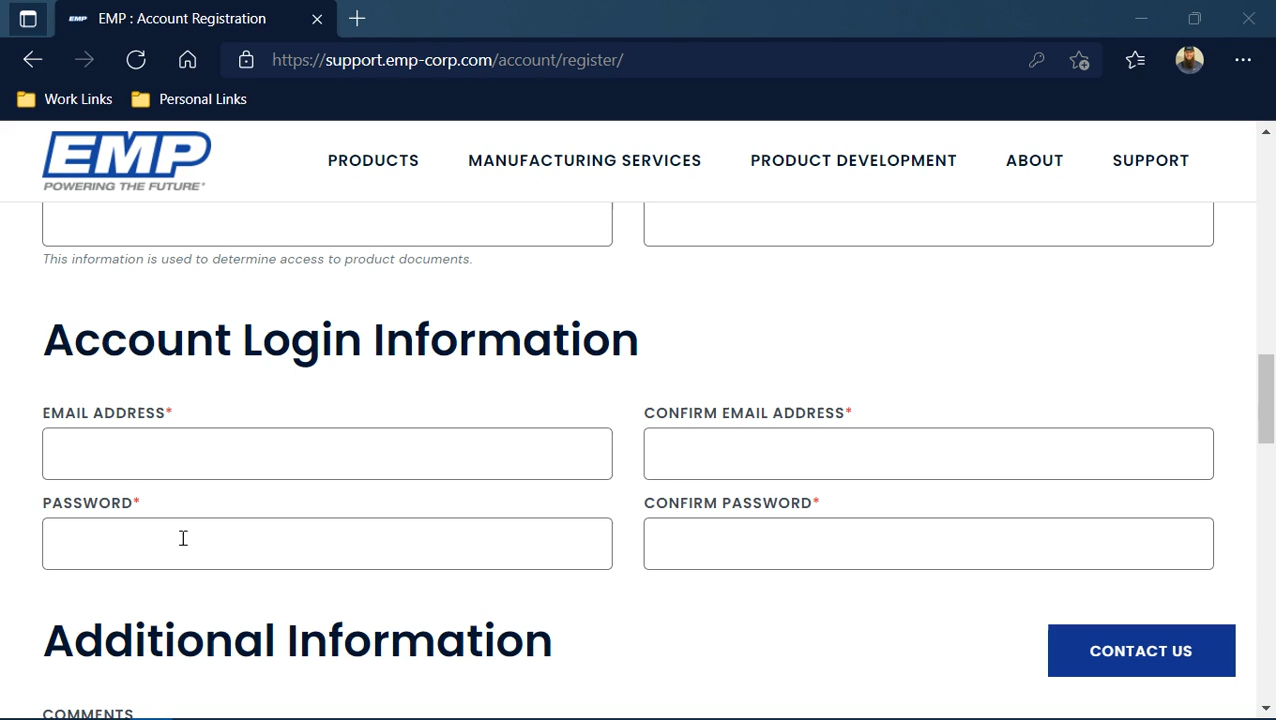 EMP : Account Registration
https://support.emp-corp.com/account/register/
Work Links Personal Links
EMP
POWERING THE FUTURE®
PRODUCTS MANUFACTURING SERVICES PRODUCT DEVELOPMENT ABOUT SUPPORT
This information is used to determine access to product documents.
Account Login Information
EMAIL ADDRESS* CONFIRM EMAIL ADDRESS*
PASSWORD* CONFIRM PASSWORD*
Additional Information
CONTACT US
COMMENTS